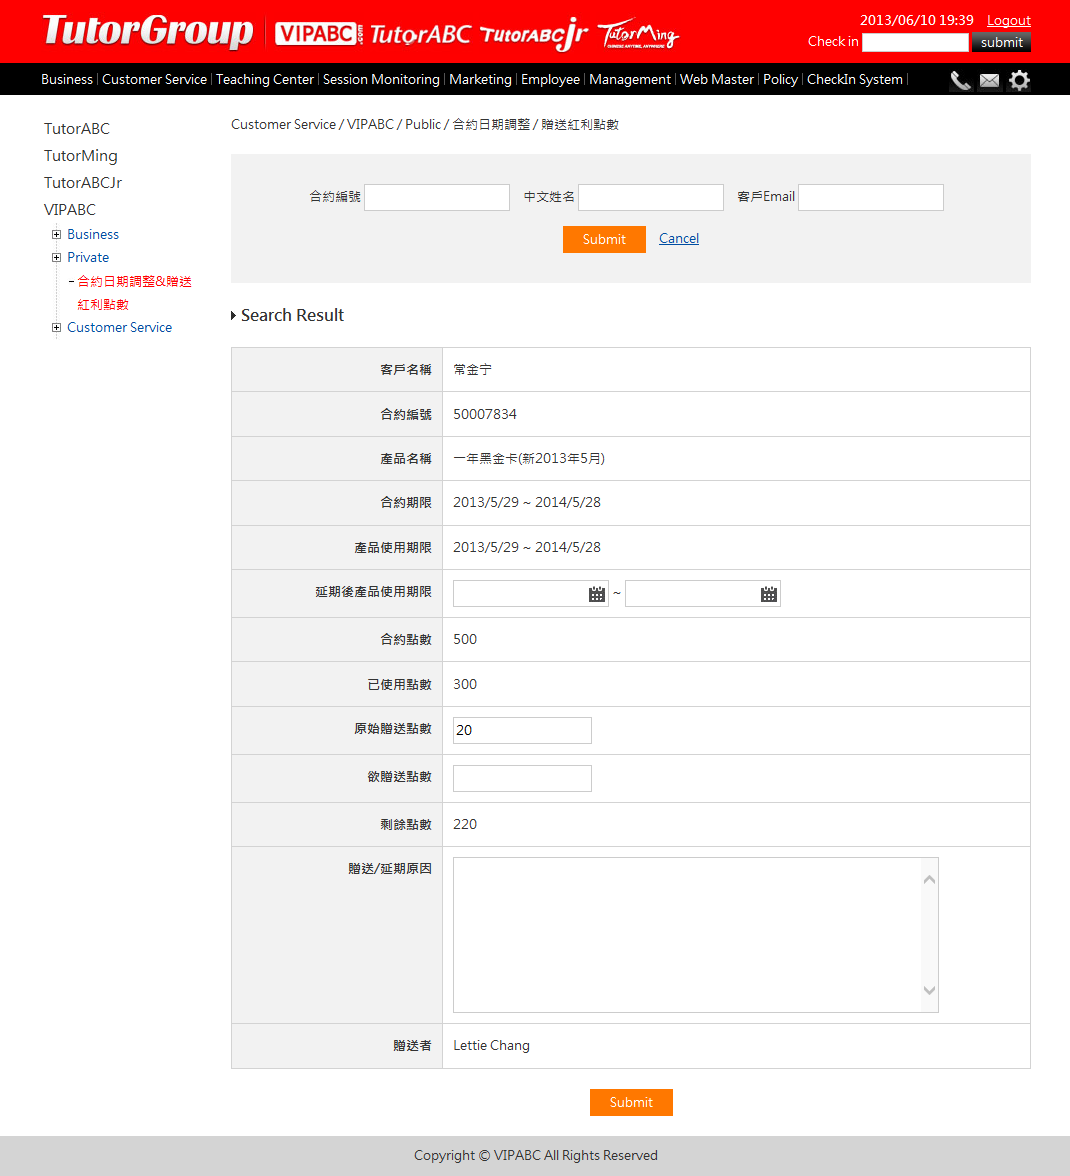 TutorGroup VIPABC.com TutorABC TutorABCjr TutorMing
CHINESE ANYTIME, ANYWHERE
2013/06/10 19:39 Logout
Check in submit
Business | Customer Service | Teaching Center | Session Monitoring | Marketing | Employee | Management | Web Master | Policy | CheckIn System |
TutorABC
TutorMing
TutorABCJr
VIPABC
Business
Private
合約日期調整&贈送
紅利點數
Customer Service
Customer Service / VIPABC / Public / 合約日期調整 / 贈送紅利點數
合約編號 中文姓名 客戶Email
Submit Cancel
Search Result
客戶名稱 常金宁
合約編號 50007834
產品名稱 一年黑金卡(新2013年5月)
合約期限 2013/5/29 ~ 2014/5/28
產品使用期限 2013/5/29 ~ 2014/5/28
延期後產品使用期限 ~
合約點數 500
已使用點數 300
原始贈送點數 20
欲贈送點數
剩餘點數 220
贈送/延期原因
贈送者 Lettie Chang
Submit
Copyright © VIPABC All Rights Reserved